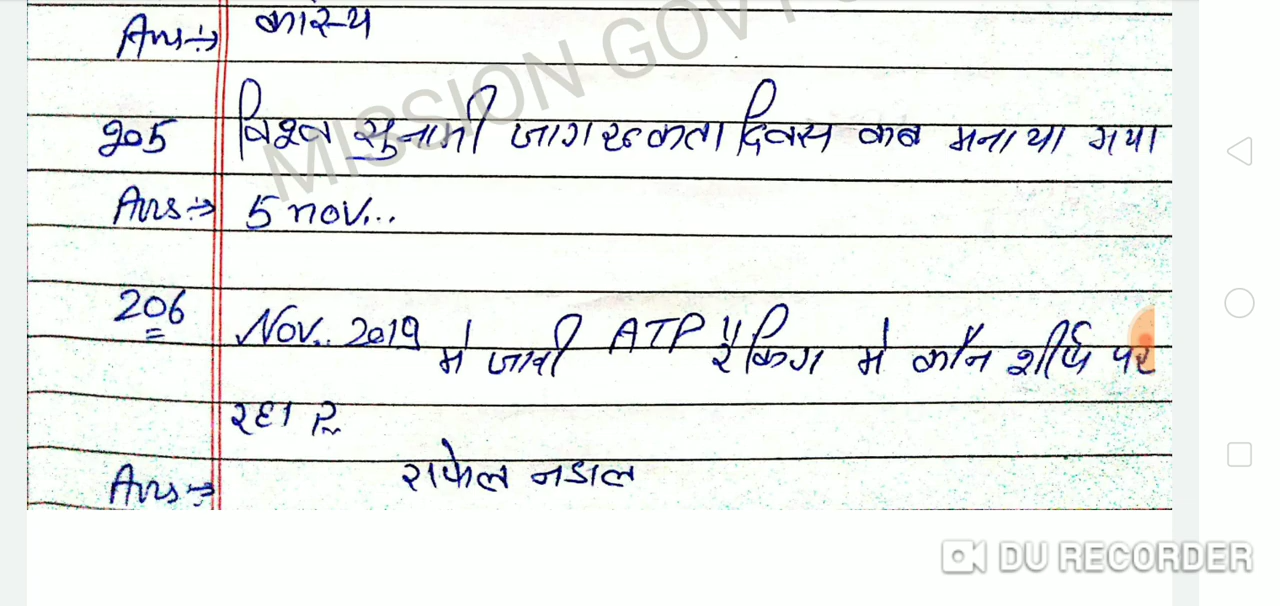 Ans → कांस्य
MISSION GOV
205 विश्व सुनामी जागरूकता दिवस कब मनाया गया
Ans → 5 nov...
206 Nov.. 2019 मे जारी ATP रैंकिंग मे कौन शीर्ष पर
रहा ?
Ans → राफेल नडाल
DU RECORDER